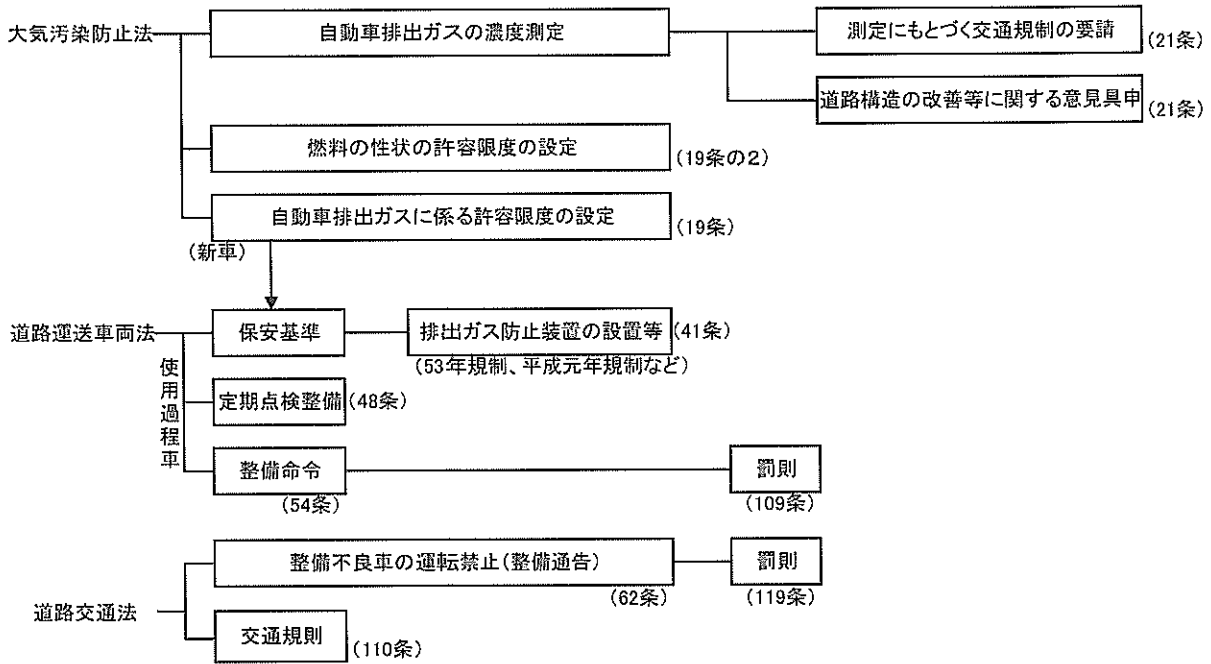 大気汚染防止法
自動車排出ガスの濃度測定
測定にもとづく交通規制の要請
(21条)
道路構造の改善等に関する意見具申
(21条)
燃料の性状の許容限度の設定
(19条の2)
自動車排出ガスに係る許容限度の設定
(19条)
(新車)
道路運送車両法
保安基準
排出ガス防止装置の設置等
(41条)
(53年規制、平成元年規制など)
使用過程車
定期点検整備
(48条)
整備命令
(54条)
罰則
(109条)
道路交通法
整備不良車の運転禁止(整備通告)
(62条)
罰則
(119条)
交通規則
(110条)